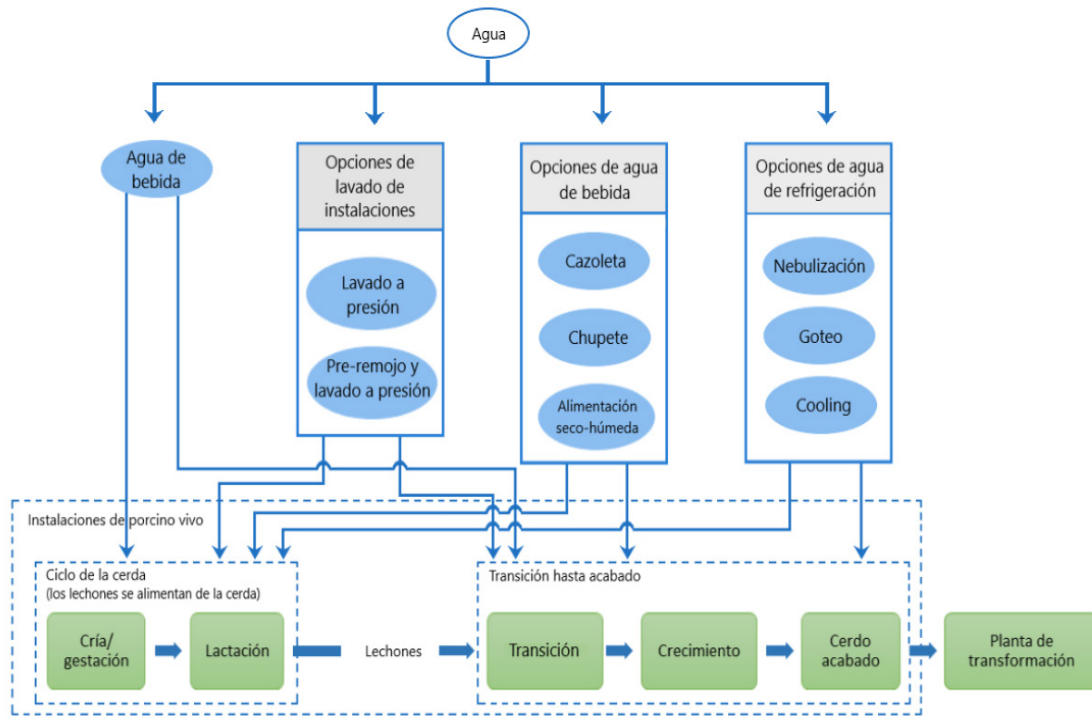 Agua
Agua de
bebida
Opciones de
lavado de
instalaciones
Lavado a
presión
Pre-remojo y
lavado a presión
Opciones de agua
de bebida
Cazoleta
Chupete
Alimentación
seco-húmeda
Opciones de agua
de refrigeración
Nebulización
Goteo
Cooling
Instalaciones de porcino vivo
Ciclo de la cerda
(los lechones se alimentan de la cerda)
Cría/
gestación
Lactación
Lechones
Transición hasta acabado
Transición
Crecimiento
Cerdo
acabado
Planta de
transformación